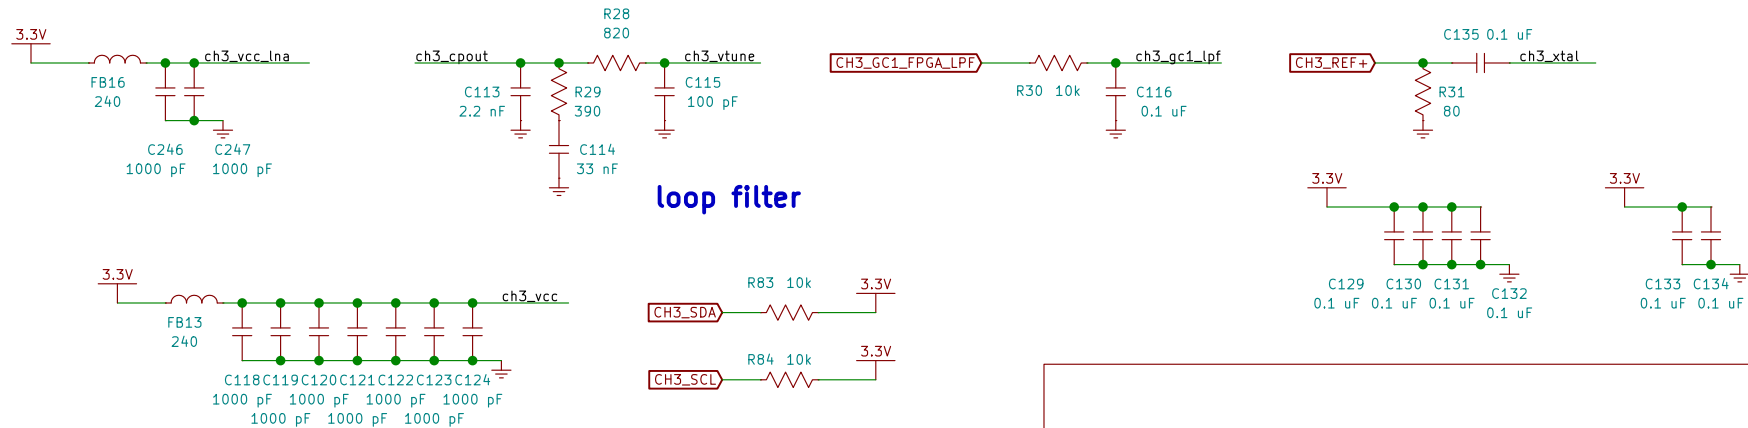 3.3V
FB16
240
ch3_vcc_lna
C246
1000 pF
C247
1000 pF
ch3_cpout
R28
820
ch3_vtune
C113
2.2 nF
R29
390
C115
100 pF
C114
33 nF
loop filter
CH3_GC1_FPGA_LPF
R30 10k
ch3_gc1_lpf
C116
0.1 uF
CH3_REF+
C135 0.1 uF
ch3_xtal
R31
80
3.3V
C129
0.1 uF
C130
0.1 uF
C131
0.1 uF
C132
0.1 uF
3.3V
C133
0.1 uF
C134
0.1 uF
3.3V
FB13
240
ch3_vcc
C118 C119 C120 C121 C122 C123 C124
1000 pF 1000 pF 1000 pF 1000 pF
1000 pF 1000 pF 1000 pF
R83 10k
3.3V
CH3_SDA
R84 10k
3.3V
CH3_SCL